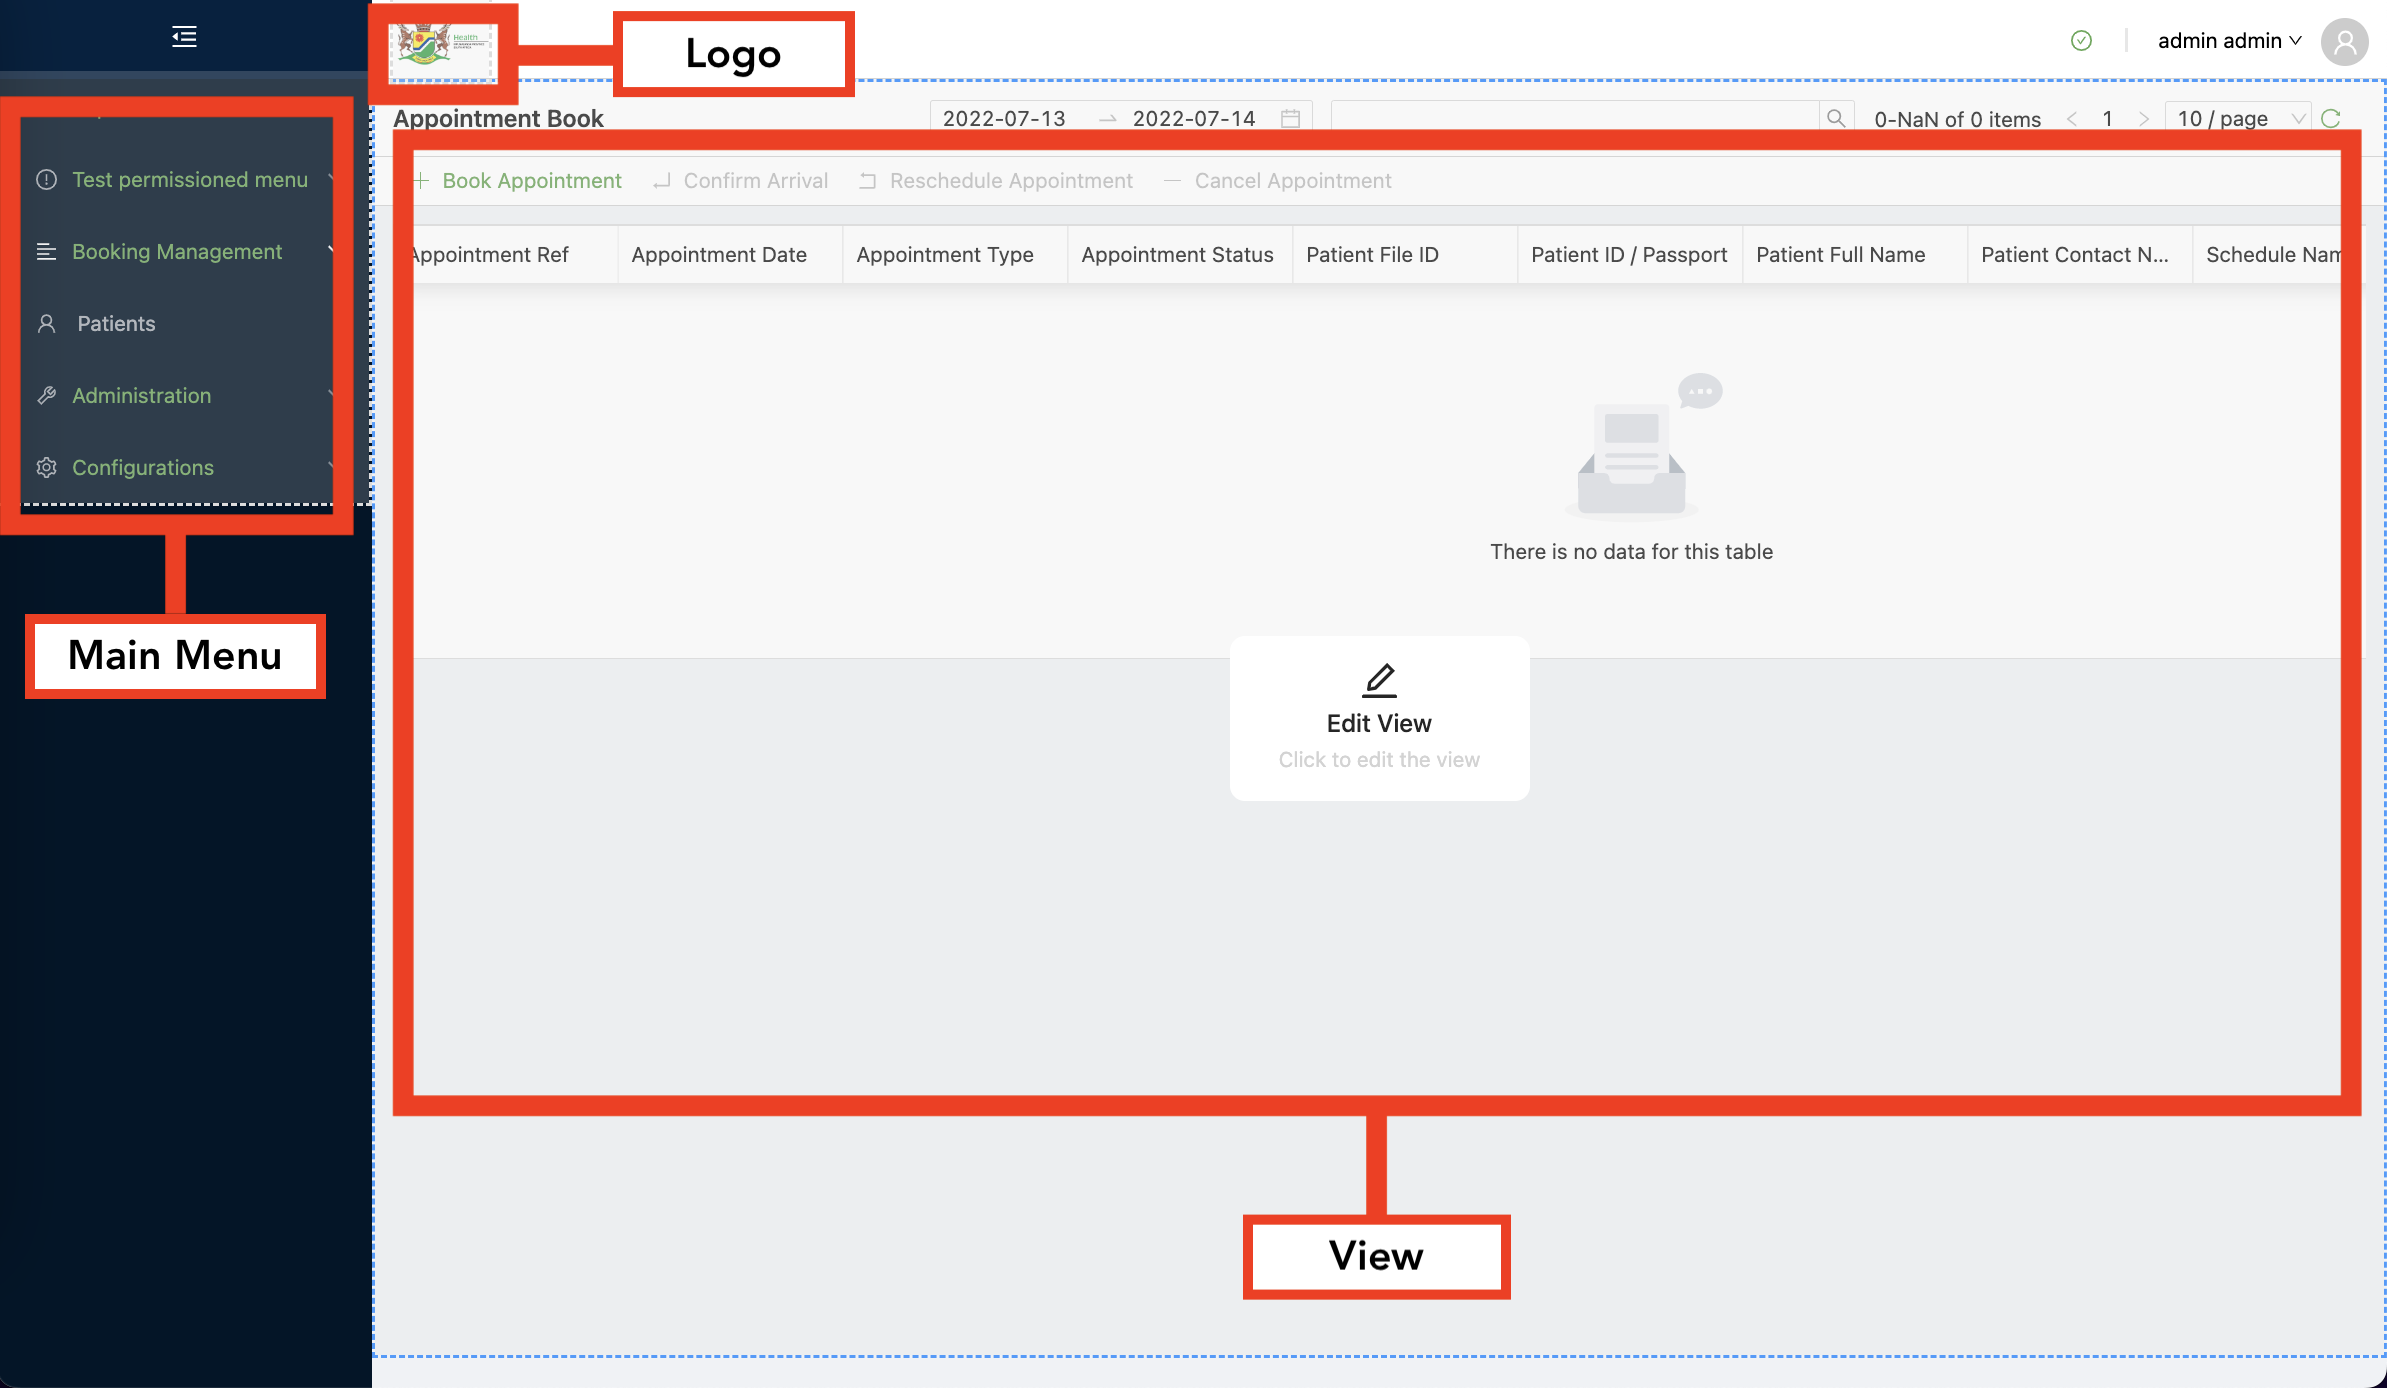 Health
Logo
admin admin
Appointment Book
2022-07-13
2022-07-14
0-NaN of 0 items
1
10 / page
Test permissioned menu
Booking Management
Patients
Administration
Configurations
Main Menu
Book Appointment
Confirm Arrival
Reschedule Appointment
Cancel Appointment
Appointment Ref
Appointment Date
Appointment Type
Appointment Status
Patient File ID
Patient ID / Passport
Patient Full Name
Patient Contact N...
Schedule Nam
There is no data for this table
Edit View
Click to edit the view
View